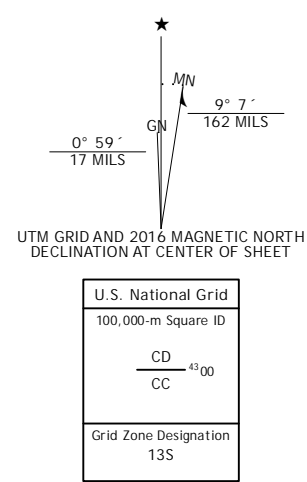 ★
MN
GN
9° 7´
162 MILS
0° 59´
17 MILS
UTM GRID AND 2016 MAGNETIC NORTH
DECLINATION AT CENTER OF SHEET
U.S. National Grid
100,000-m Square ID
CD
4300
CC
Grid Zone Designation
13S